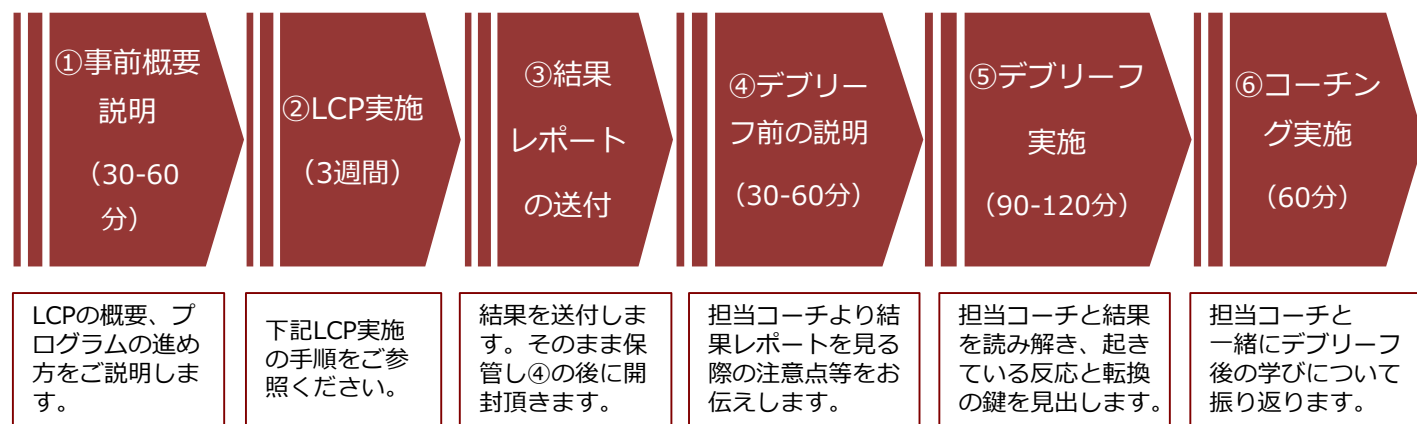 ①事前概要
説明
（30-60
分）
②LCP実施
（3週間）
③結果
レポート
の送付
④デブリー
フ前の説明
（30-60分）
⑤デブリーフ
実施
（90-120分）
⑥コーチン
グ実施
（60分）
LCPの概要、プ
ログラムの進め
方をご説明しま
す。
下記LCP実施
の手順をご参
照ください。
結果を送付しま
す。そのまま保
管し④の後に開
封頂きます。
担当コーチより結
果レポートを見る
際の注意点等をお
伝えします。
担当コーチと結果
を読み解き、起き
ている反応と転換
の鍵を見出します。
担当コーチと
一緒にデブリーフ
後の学びについて
振り返ります。